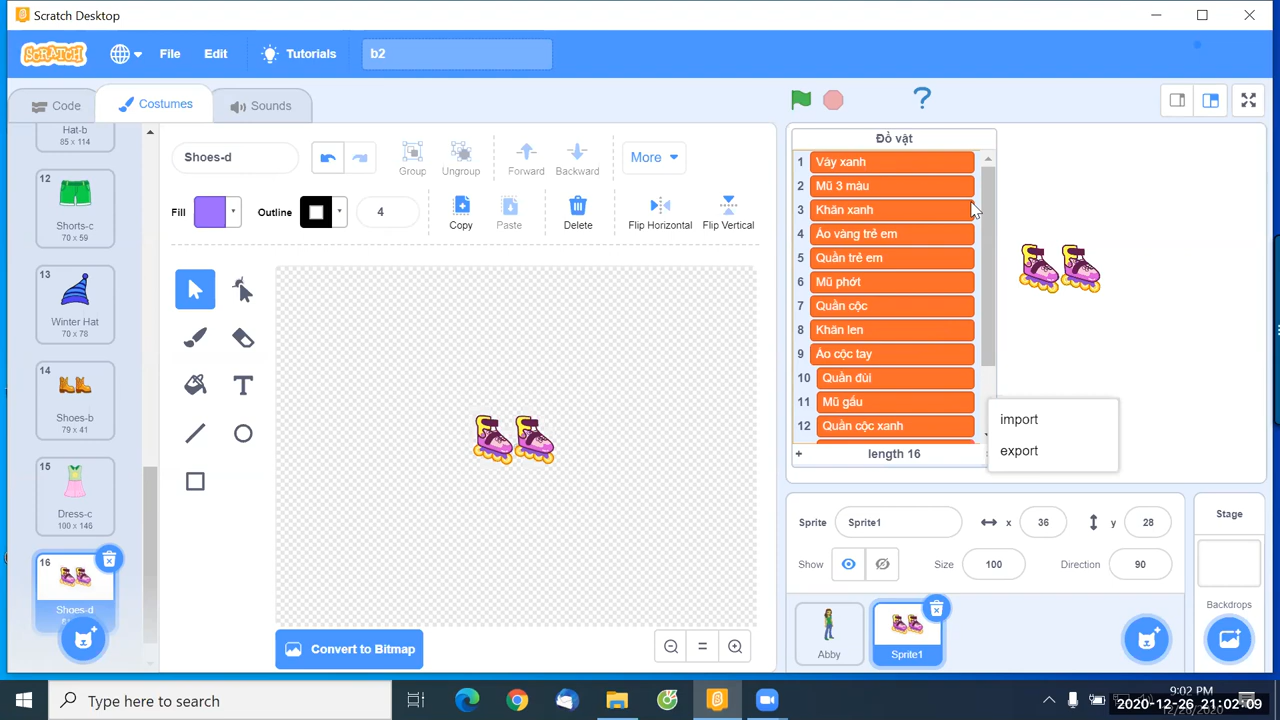 Scratch Desktop
SCRATCH
File
Edit
Tutorials
b2
Code
Costumes
Sounds
Hat-b
85 x 114
12
Shorts-c
70 x 59
13
Winter Hat
70 x 78
14
Shoes-b
79 x 41
15
Dress-c
100 x 146
16
Shoes-d
Shoes-d
Group
Ungroup
Forward
Backward
More
Fill
Outline
4
Copy
Paste
Delete
Flip Horizontal
Flip Vertical
Convert to Bitmap
Đồ vật
1 Váy xanh
2 Mũ 3 màu
3 Khăn xanh
4 Áo vàng trẻ em
5 Quần trẻ em
6 Mũ phớt
7 Quần cộc
8 Khăn len
9 Áo cộc tay
10 Quần đùi
11 Mũ gấu
12 Quần cộc xanh
+ length 16
import
export
Sprite
Sprite1
x
36
y
28
Show
Size
100
Direction
90
Abby
Sprite1
Stage
Backdrops
Type here to search
9:02 PM
2020-12-26 21:02:09